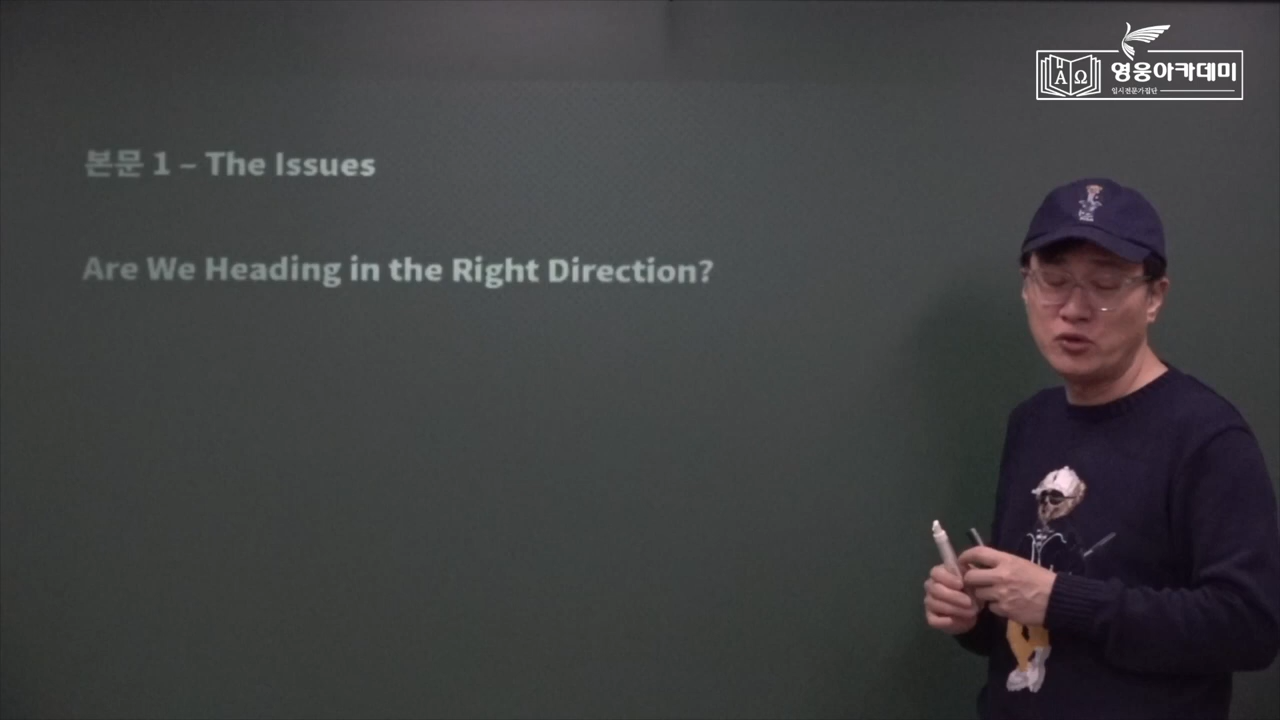 영웅아카데미
ΑΩ
입시전문가집단
본문 1 – The Issues
Are We Heading in the Right Direction?